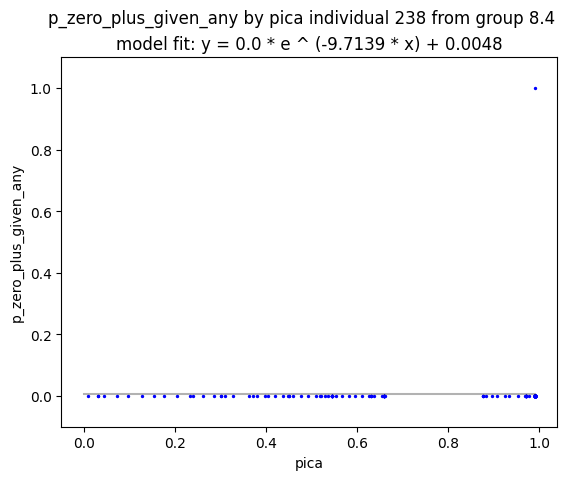 p_zero_plus_given_any by pica individual 238 from group 8.4
model fit: y = 0.0 * e ^ (-9.7139 * x) + 0.0048
1.0
0.8
0.6
0.4
0.2
0.0
p_zero_plus_given_any
0.0 0.2 0.4 0.6 0.8 1.0
pica